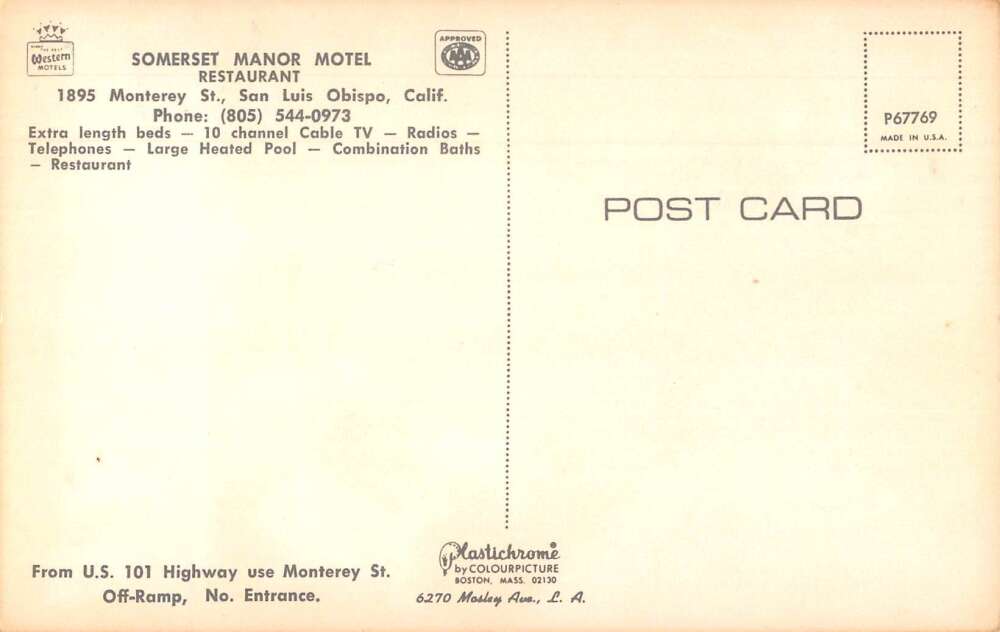 Western
MOTELS
SOMERSET MANOR MOTEL
RESTAURANT
1895 Monterey St., San Luis Obispo, Calif.
Phone: (805) 544-0973
Extra length beds — 10 channel Cable TV — Radios —
Telephones — Large Heated Pool — Combination Baths
— Restaurant
APPROVED
AAA
P67769
MADE IN U.S.A.
POST CARD
From U.S. 101 Highway use Monterey St.
Off-Ramp, No. Entrance.
Plastichrome
by COLOURPICTURE
BOSTON, MASS. 02130
6270 Mosley Ave., L. A.